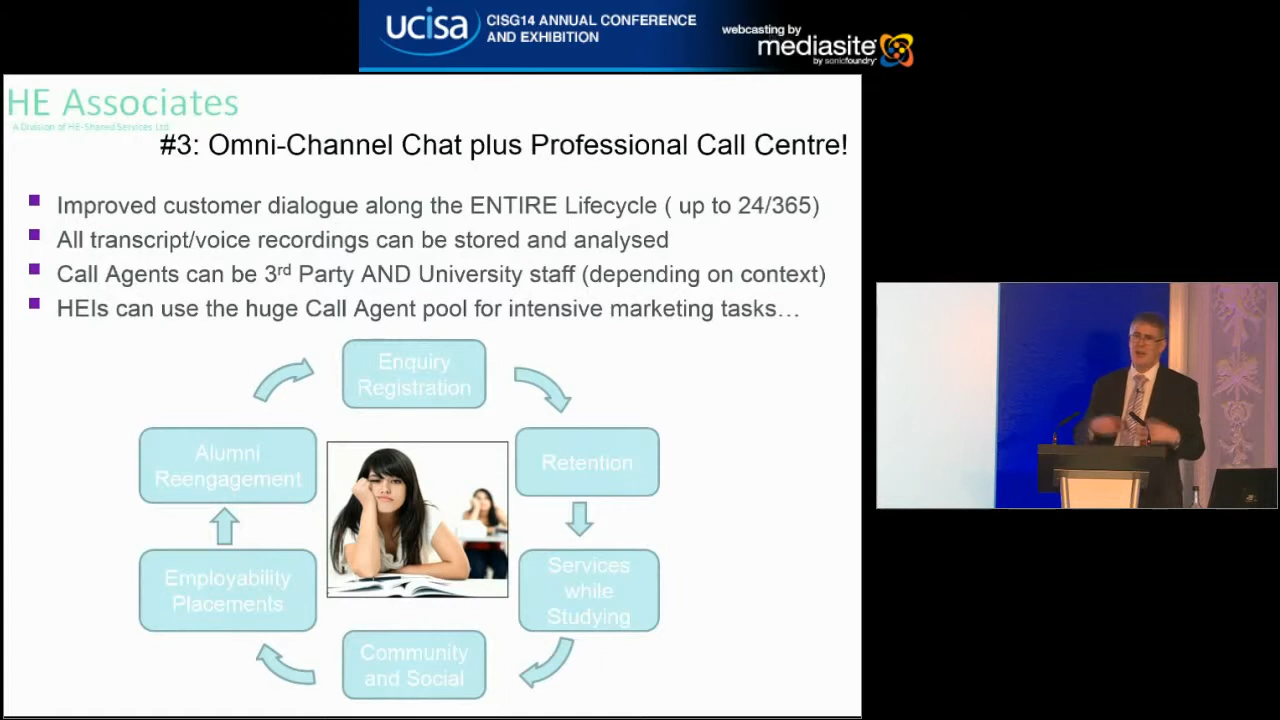 ucisa
CISG14 ANNUAL CONFERENCE
AND EXHIBITION
webcasting by
mediasite
by sonicfoundry
HE Associates
A Division of HE-Shared Services Ltd
#3: Omni-Channel Chat plus Professional Call Centre!
Improved customer dialogue along the ENTIRE Lifecycle ( up to 24/365)
All transcript/voice recordings can be stored and analysed
Call Agents can be 3rd Party AND University staff (depending on context)
HEIs can use the huge Call Agent pool for intensive marketing tasks…
Enquiry
Registration
Retention
Services
while
Studying
Community
and Social
Employability
Placements
Alumni
Reengagement